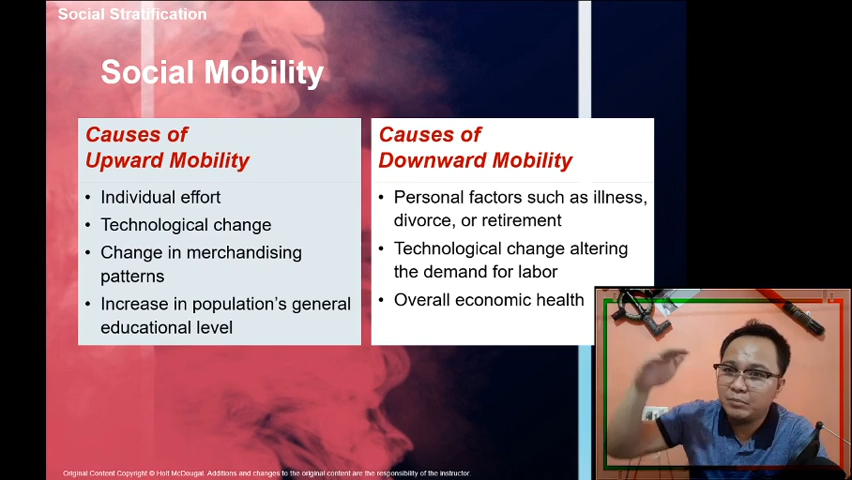 Social Stratification
Social Mobility
Causes of
Upward Mobility
• Individual effort
• Technological change
• Change in merchandising
patterns
• Increase in population's general
educational level
Causes of
Downward Mobility
• Personal factors such as illness,
divorce, or retirement
• Technological change altering
the demand for labor
• Overall economic health
Original Content Copyright © Holt McDougal. Additions and changes to the original content are the responsibility of the instructor.